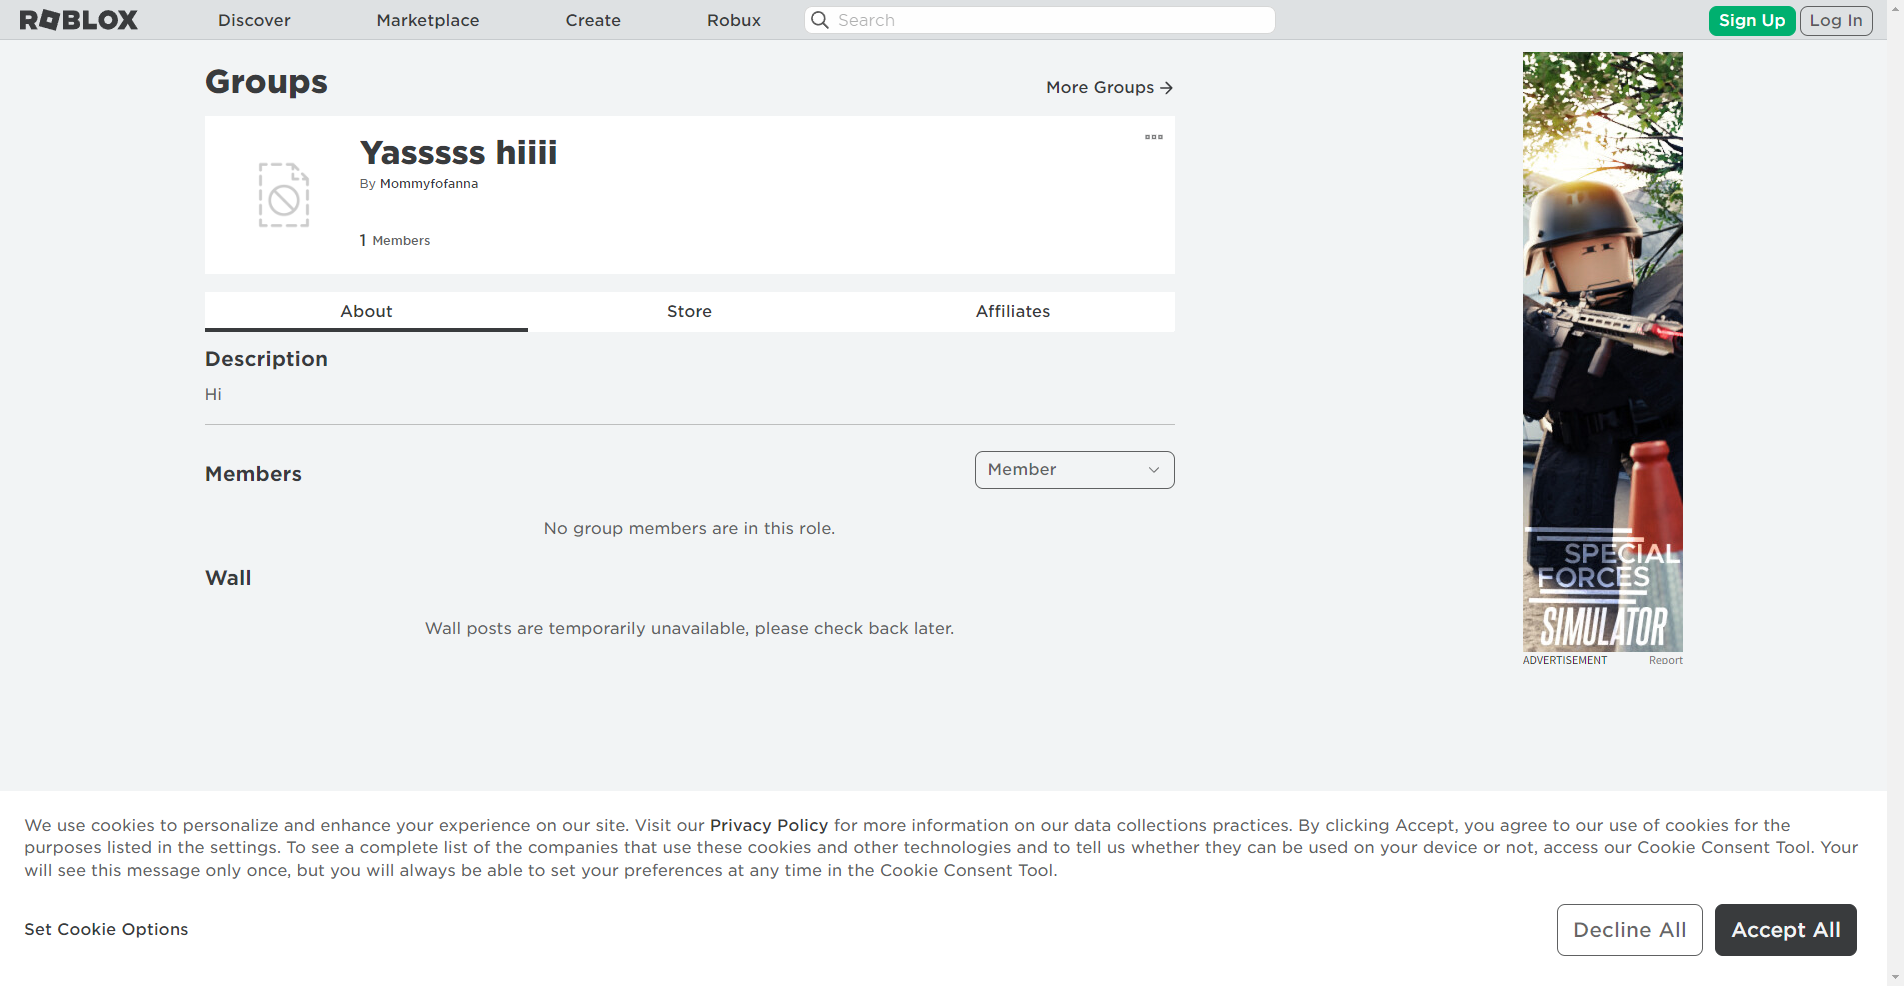 ROBLOX
Discover
Marketplace
Create
Robux
Search
Sign Up
Log In
Groups
More Groups
Yasssss hiiii
By Mommyfofanna
1 Members
About
Store
Affiliates
Description
Hi
Members
Member
No group members are in this role.
Wall
Wall posts are temporarily unavailable, please check back later.
SPECIAL
FORCES
SIMULATOR
ADVERTISEMENT
Report
We use cookies to personalize and enhance your experience on our site. Visit our Privacy Policy for more information on our data collections practices. By clicking Accept, you agree to our use of cookies for the
purposes listed in the settings. To see a complete list of the companies that use these cookies and other technologies and to tell us whether they can be used on your device or not, access our Cookie Consent Tool. Your
will see this message only once, but you will always be able to set your preferences at any time in the Cookie Consent Tool.
Set Cookie Options
Decline All
Accept All